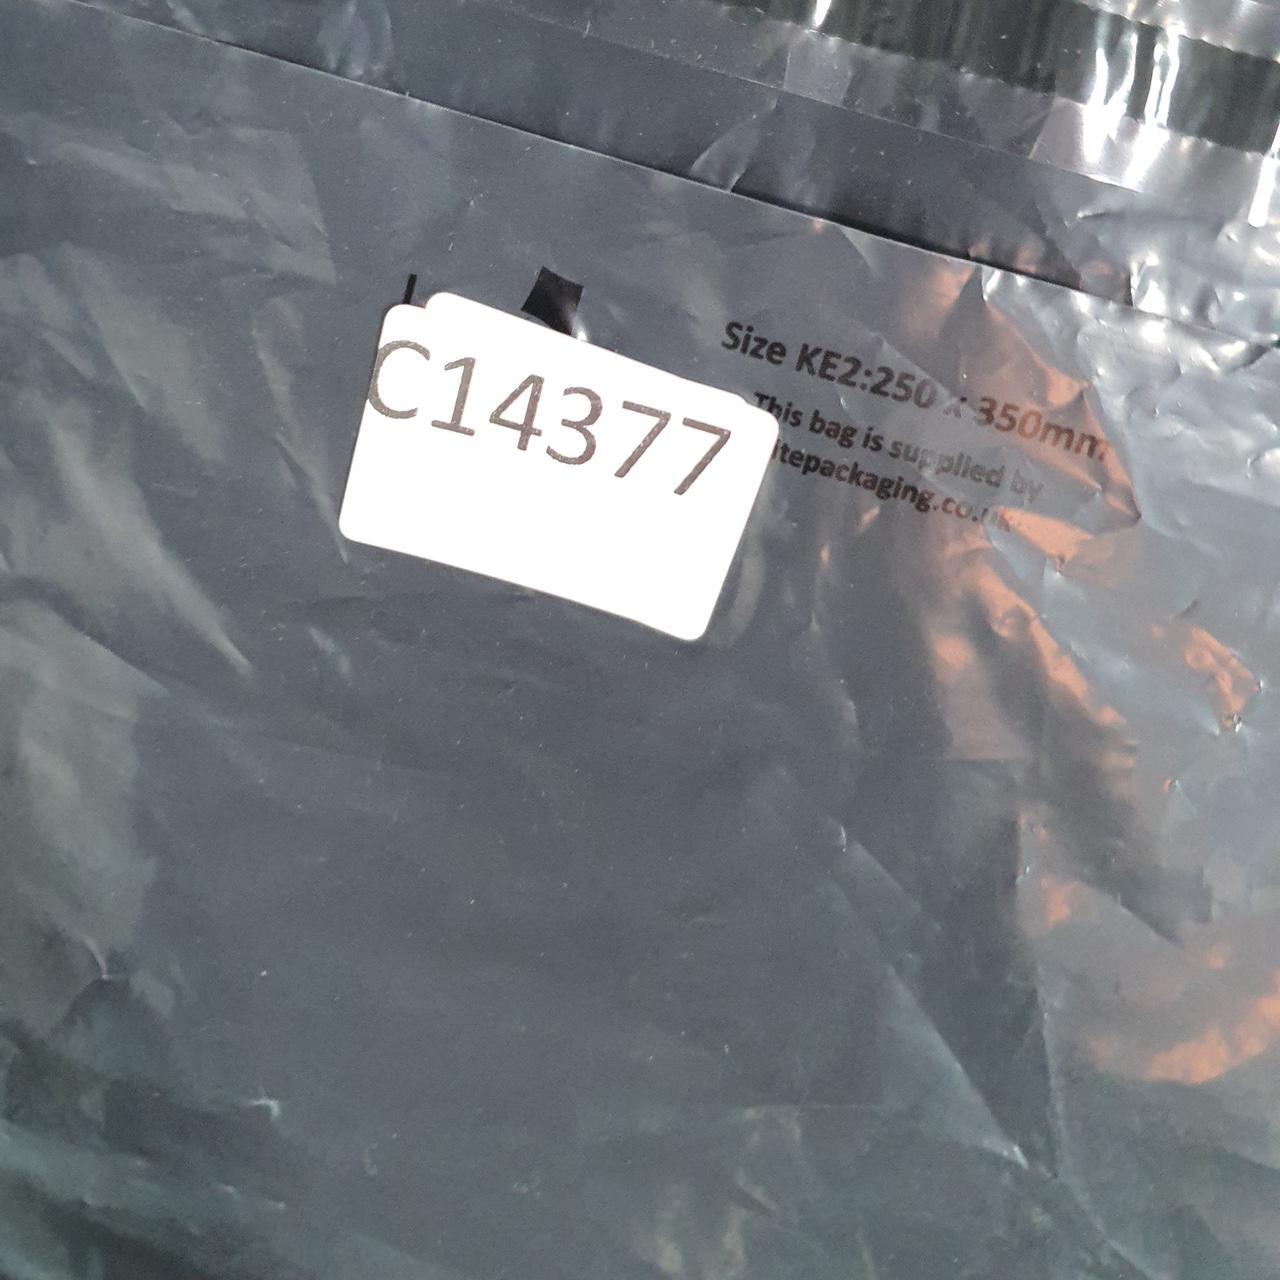 C14377
Size KE2:250 x 350mm
This bag is supplied by
itepackaging.co.uk